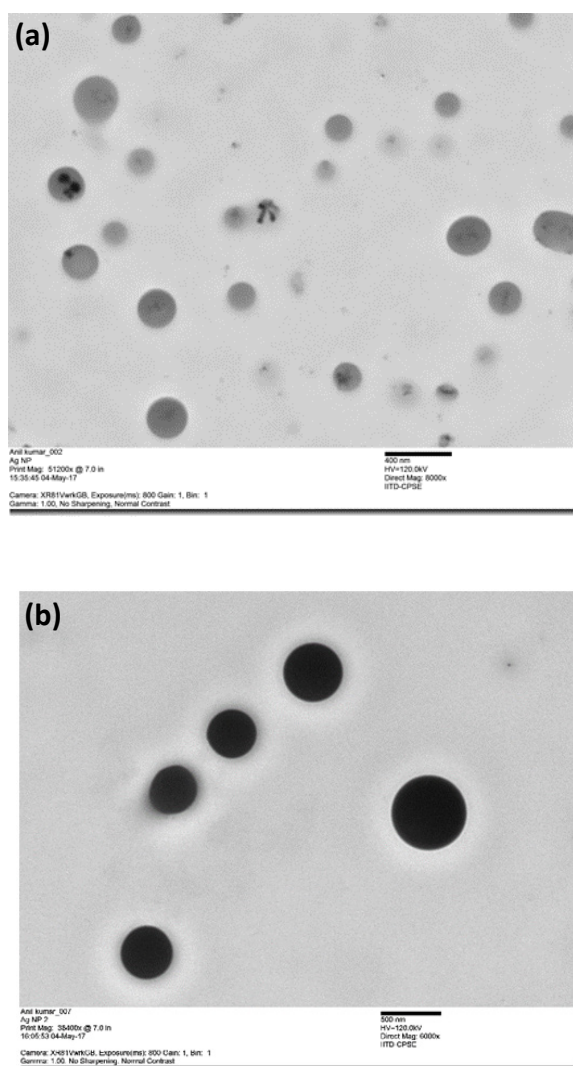 (a)
Anil kumar_002
Ag NP
Print Mag: 51200x @ 7.0 in
15:35:45 04-May-17
Camera: XR81VwrkGB, Exposure(ms): 800 Gain: 1, Bin: 1
Gamma: 1.00, No Sharpening, Normal Contrast
400 nm
HV=120.0kV
Direct Mag: 8000x
IITD-CPSE
(b)
Anil kumar_007
Ag NP 2
Print Mag: 38400x @ 7.0 in
16:05:53 04-May-17
Camera: XR81VwrkGB, Exposure(ms): 800 Gain: 1, Bin: 1
Gamma: 1.00, No Sharpening, Normal Contrast
500 nm
HV=120.0kV
Direct Mag: 6000x
IITD-CPSE